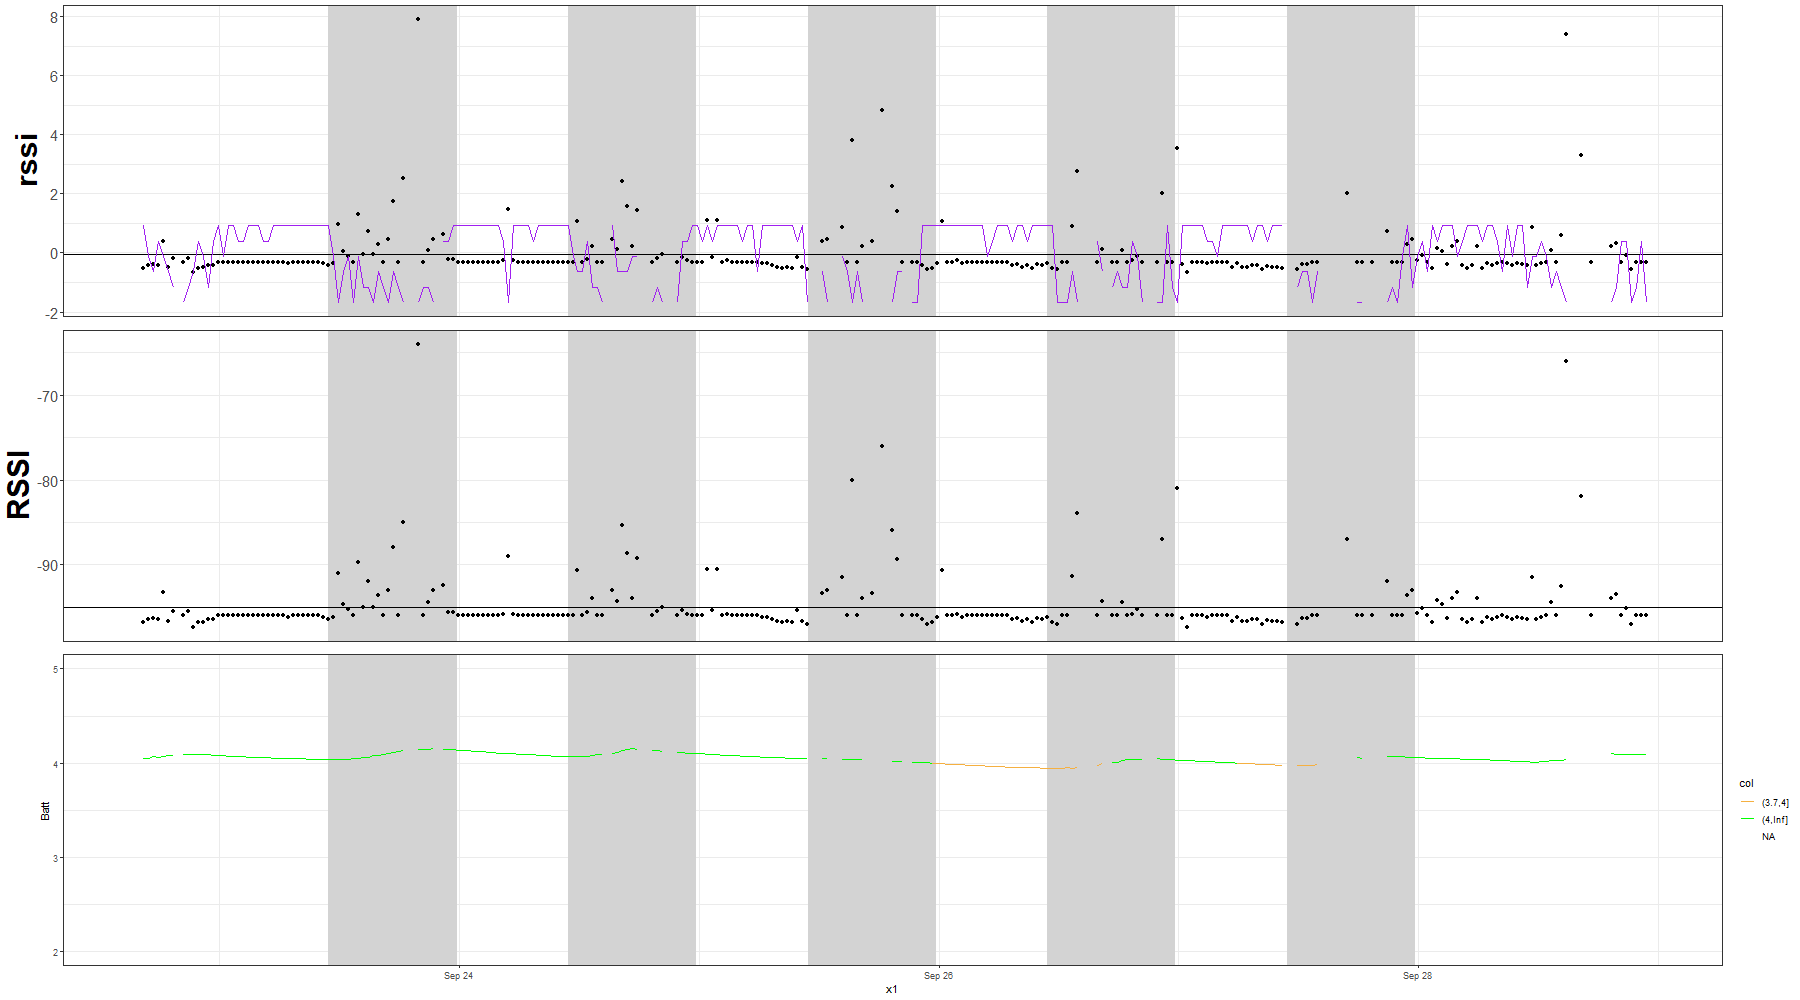 rssi
8
6
4
2
0
-2
RSSI
-70
-80
-90
Batt
5
4
3
2
Sep 24
Sep 26
Sep 28
x1
col
(3.7,4]
(4,Inf]
NA